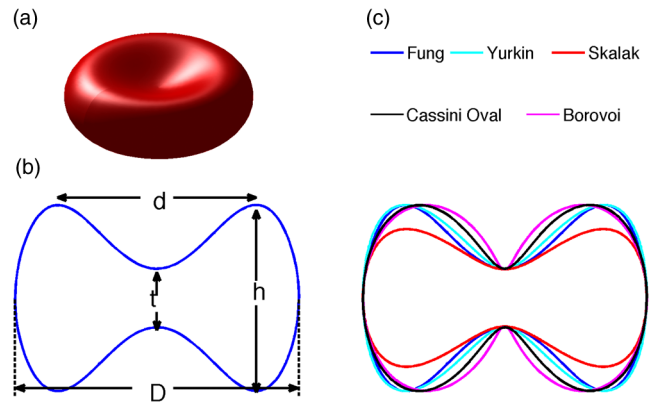 (a)
(b)
d
t
h
D
(c)
Fung Yurkin Skalak
Cassini Oval Borovoi